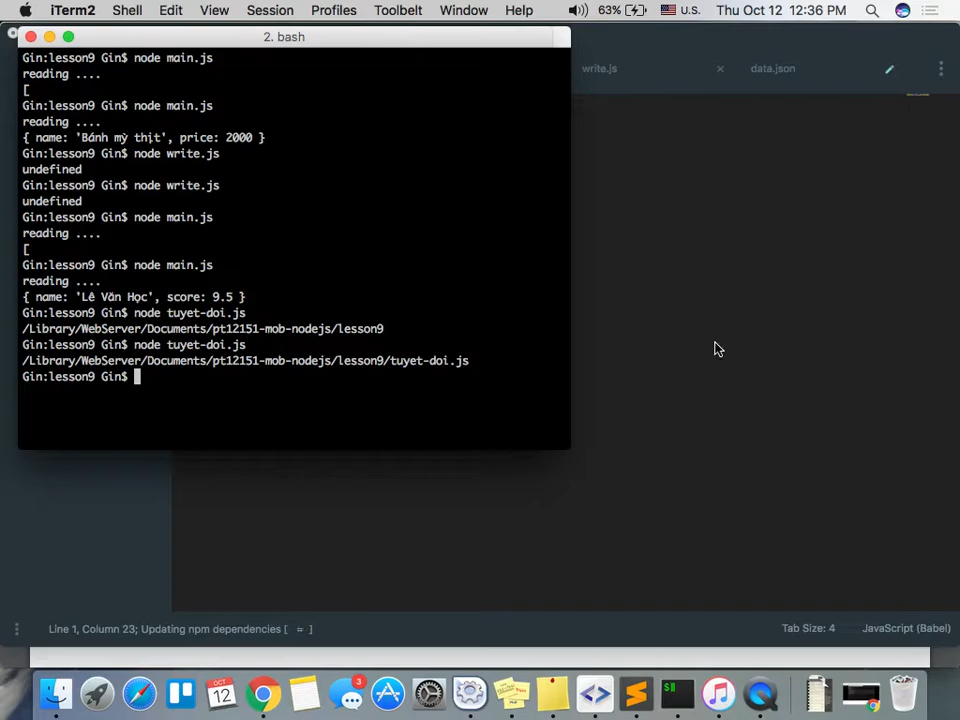 iTerm2 Shell Edit View Session Profiles Toolbelt Window Help 63% U.S. Thu Oct 12 12:36 PM
2. bash
write.js × data.json
Gin:lesson9 Gin$ node main.js
reading ....
[
Gin:lesson9 Gin$ node main.js
reading ....
{ name: 'Bánh mỳ thịt', price: 2000 }
Gin:lesson9 Gin$ node write.js
undefined
Gin:lesson9 Gin$ node write.js
undefined
Gin:lesson9 Gin$ node main.js
reading ....
[
Gin:lesson9 Gin$ node main.js
reading ....
{ name: 'Lê Văn Học', score: 9.5 }
Gin:lesson9 Gin$ node tuyet-doi.js
/Library/WebServer/Documents/pt12151-mob-nodejs/lesson9
Gin:lesson9 Gin$ node tuyet-doi.js
/Library/WebServer/Documents/pt12151-mob-nodejs/lesson9/tuyet-doi.js
Gin:lesson9 Gin$
Line 1, Column 23; Updating npm dependencies [ = ] Tab Size: 4 JavaScript (Babel)
OCT
12
3
$